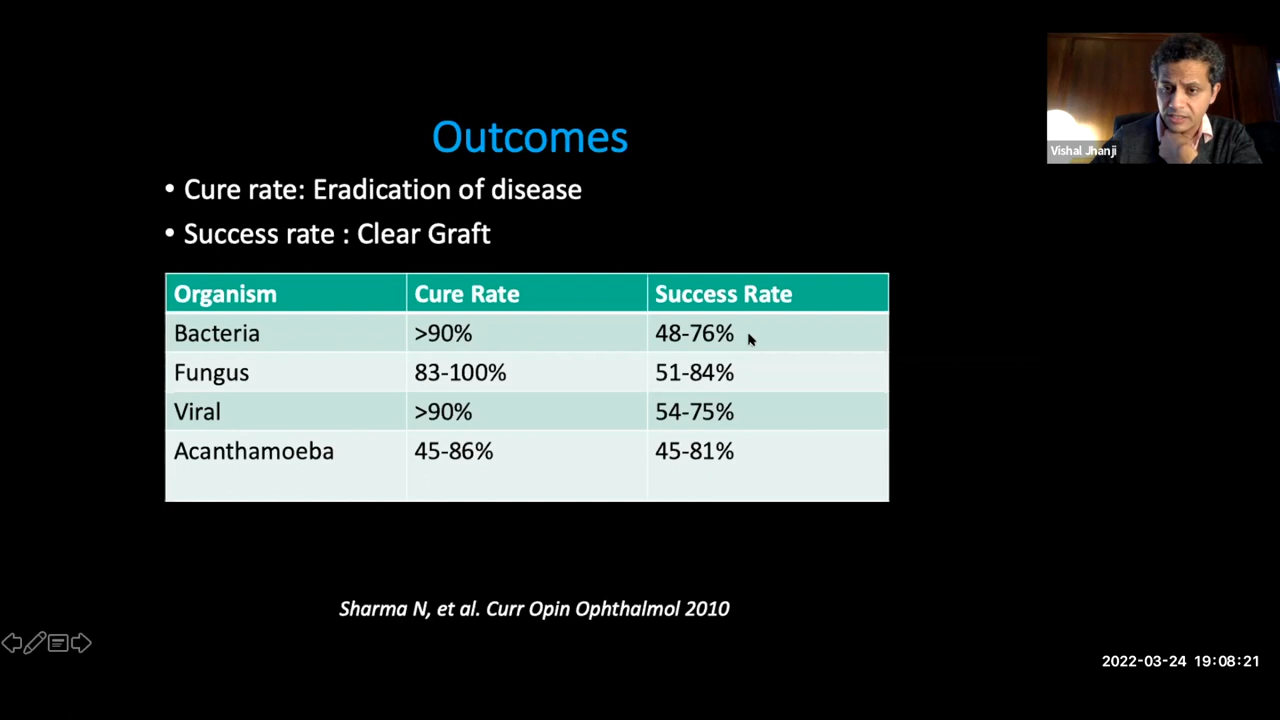 Outcomes
• Cure rate: Eradication of disease
• Success rate : Clear Graft
Organism Cure Rate Success Rate
Bacteria >90% 48-76%
Fungus 83-100% 51-84%
Viral >90% 54-75%
Acanthamoeba 45-86% 45-81%
Sharma N, et al. Curr Opin Ophthalmol 2010
Vishal Jhanji
2022-03-24 19:08:21